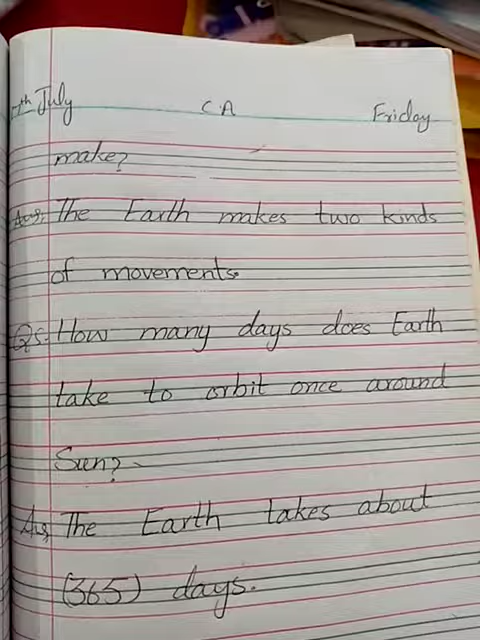 July C A Friday
make?
Ans: The Earth makes two kinds
of movements.
Q5. How many days does Earth
take to orbit once around
Sun?
Ans The Earth takes about
(365) days.